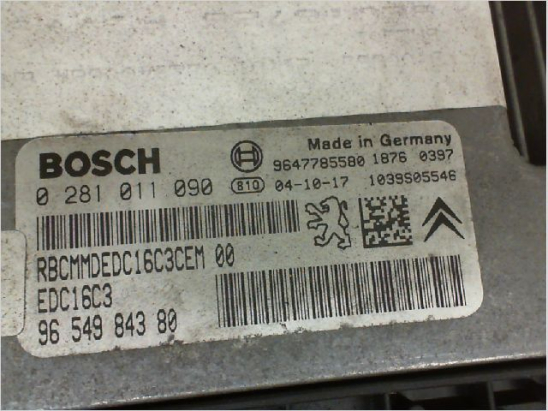 BOSCH
Made in Germany
9647785580 1876 0397
0 281 011 090 810 04-10-17 1039S05546
RBCMMDEDC16C3CEM 00
EDC16C3
96 549 843 80